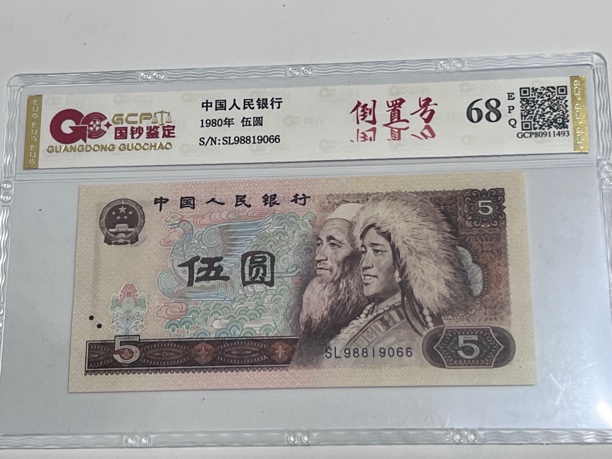 GCP
国钞鉴定
GUANGDONG GUOCHAO
中国人民银行
1980年 伍圆
S/N:SL98819066
倒置号
68
EPQ
GCP80911493
中国人民银行
5
伍圆
5
SL98819066
5